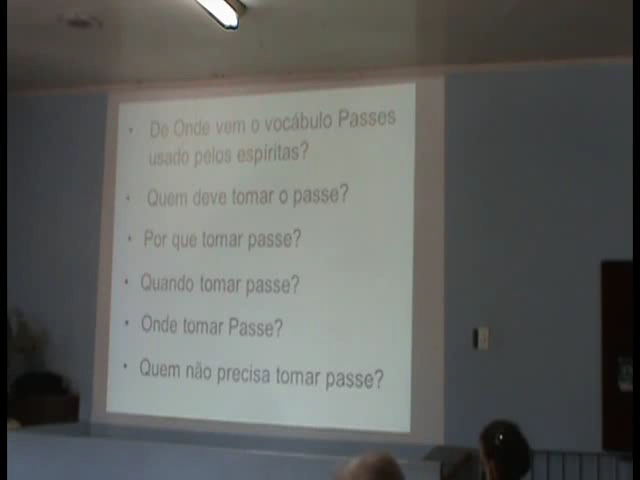 • De Onde vem o vocábulo Passes
usado pelos espíritas?
• Quem deve tomar o passe?
• Por que tomar passe?
• Quando tomar passe?
• Onde tomar Passe?
• Quem não precisa tomar passe?